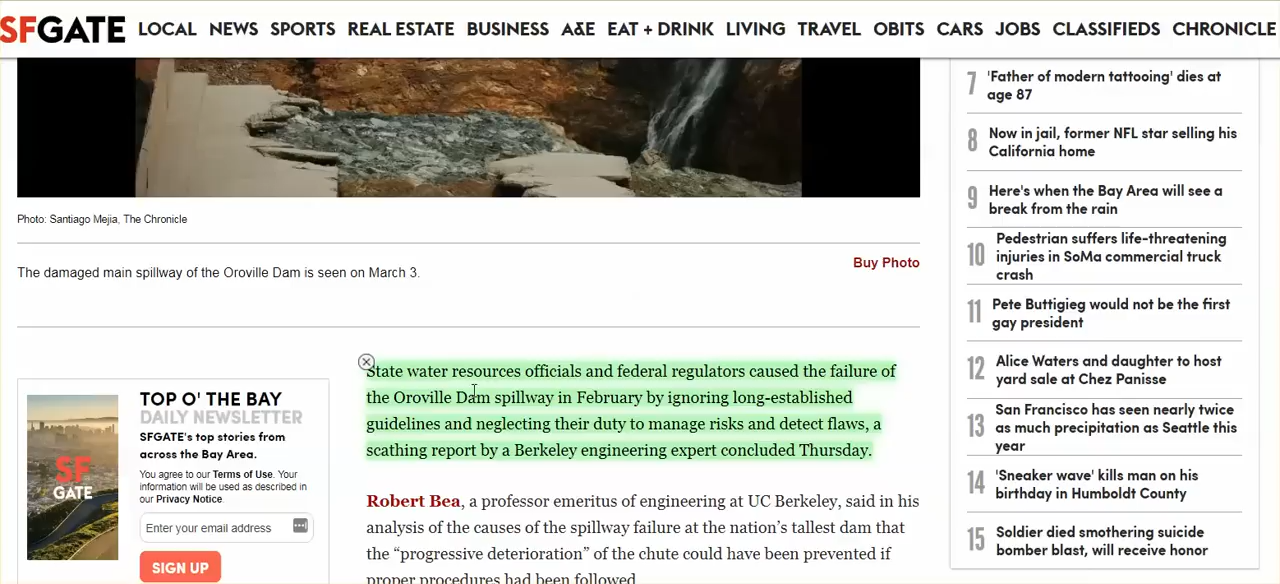 SFGATE LOCAL NEWS SPORTS REAL ESTATE BUSINESS A&E EAT + DRINK LIVING TRAVEL OBITS CARS JOBS CLASSIFIEDS CHRONICLE
Photo: Santiago Mejia, The Chronicle
The damaged main spillway of the Oroville Dam is seen on March 3.
Buy Photo
TOP O' THE BAY
DAILY NEWSLETTER
SFGATE's top stories from
across the Bay Area.
You agree to our Terms of Use. Your
information will be used as described in
our Privacy Notice.
Enter your email address
SIGN UP
SF
GATE
State water resources officials and federal regulators caused the failure of
the Oroville Dam spillway in February by ignoring long-established
guidelines and neglecting their duty to manage risks and detect flaws, a
scathing report by a Berkeley engineering expert concluded Thursday.
Robert Bea, a professor emeritus of engineering at UC Berkeley, said in his
analysis of the causes of the spillway failure at the nation's tallest dam that
the “progressive deterioration” of the chute could have been prevented if
proper procedures had been followed.
7 'Father of modern tattooing' dies at
age 87
8 Now in jail, former NFL star selling his
California home
9 Here's when the Bay Area will see a
break from the rain
10 Pedestrian suffers life-threatening
injuries in SoMa commercial truck
crash
11 Pete Buttigieg would not be the first
gay president
12 Alice Waters and daughter to host
yard sale at Chez Panisse
13 San Francisco has seen nearly twice
as much precipitation as Seattle this
year
14 'Sneaker wave' kills man on his
birthday in Humboldt County
15 Soldier died smothering suicide
bomber blast, will receive honor